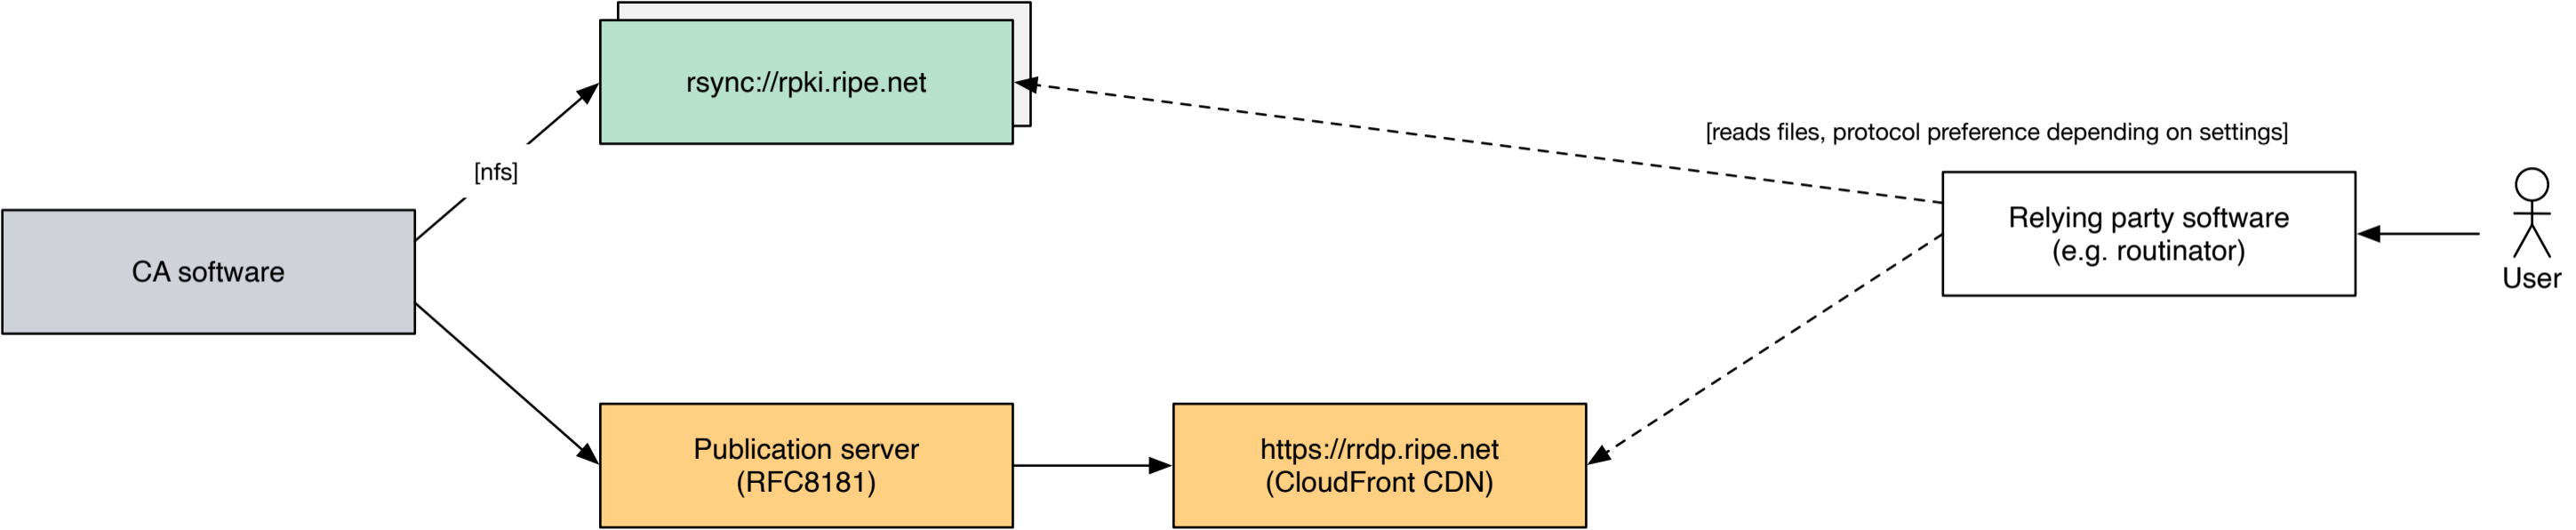 rsync://rpki.ripe.net
[reads files, protocol preference depending on settings]
[nfs]
CA software
Relying party software
(e.g. routinator)
User
Publication server
(RFC8181)
https://rrdp.ripe.net
(CloudFront CDN)